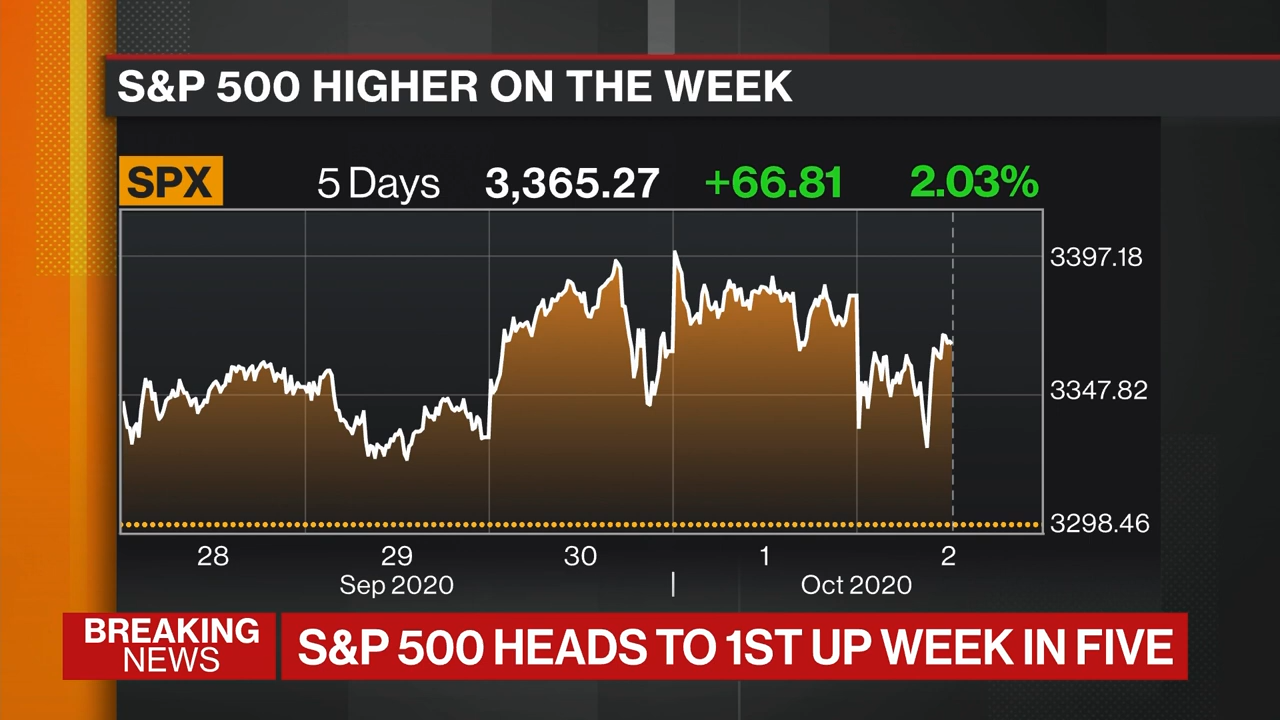 S&P 500 HIGHER ON THE WEEK
SPX 5 Days 3,365.27 +66.81 2.03%
3397.18
3347.82
3298.46
28 29 30 1 2
Sep 2020 | Oct 2020
BREAKING NEWS
S&P 500 HEADS TO 1ST UP WEEK IN FIVE